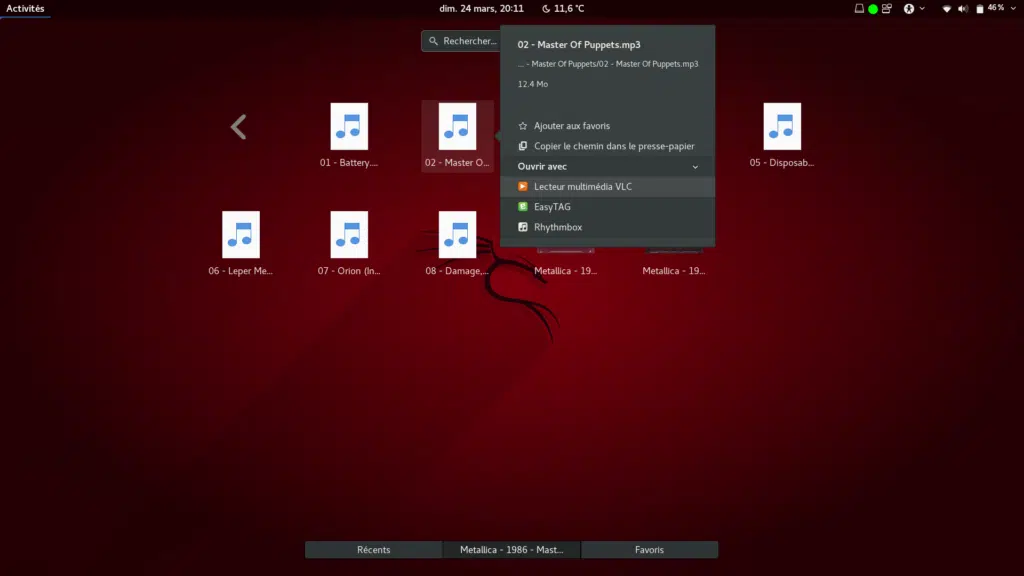 Activités
dim. 24 mars, 20:11
11,6 °C
46 %
Rechercher...
02 - Master Of Puppets.mp3
... - Master Of Puppets/02 - Master Of Puppets.mp3
12.4 Mo
Ajouter aux favoris
Copier le chemin dans le presse-papier
Ouvrir avec
Lecteur multimédia VLC
EasyTAG
Rhythmbox
01 - Battery....
02 - Master O...
05 - Disposab...
06 - Leper Me...
07 - Orion (In...
08 - Damage,...
Metallica - 19...
Metallica - 19...
Récents
Metallica - 1986 - Mast...
Favoris